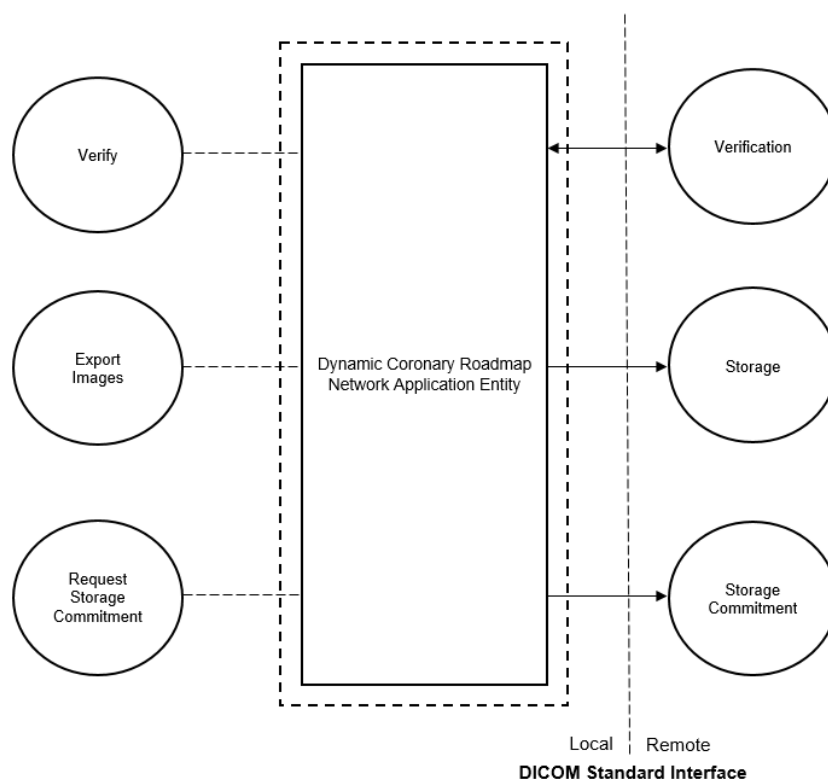 Verify
Verification
Export
Images
Dynamic Coronary Roadmap
Network Application Entity
Storage
Request
Storage
Commitment
Storage
Commitment
Local
Remote
DICOM Standard Interface